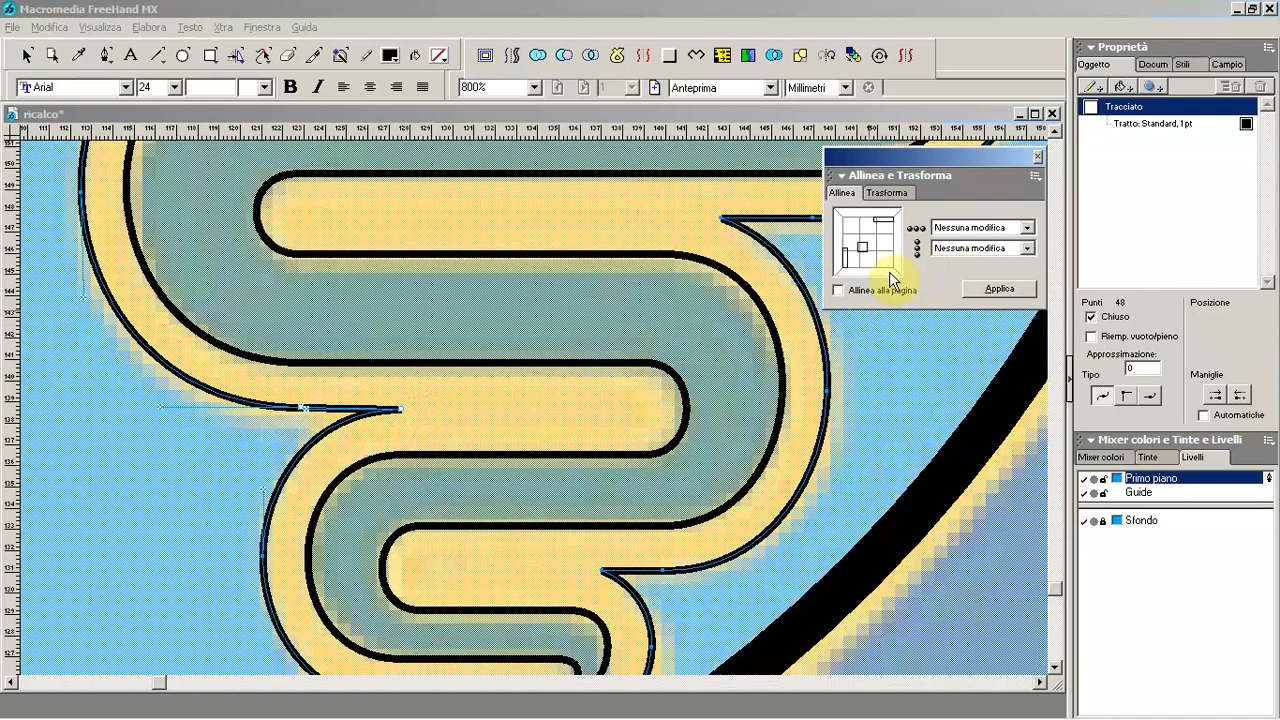 Macromedia FreeHand MX
File Modifica Visualizza Elabora Testo Xtra Finestra Guida
Arial 24 B I 800% 1 Anteprima Millimetri
ricalco*
Allinea e Trasforma
Allinea Trasforma
Nessuna modifica
Nessuna modifica
Allinea alla pagina Applica
Proprietà
Oggetto Docum Stili Campio
Tracciato
Tratto: Standard, 1pt
Punti 48 Posizione
Chiuso
Riemp. vuoto/pieno
Approssimazione:
0
Tipo Maniglie
Automatiche
Mixer colori e Tinte e Livelli
Mixer colori Tinte Livelli
Primo piano
Guide
Sfondo